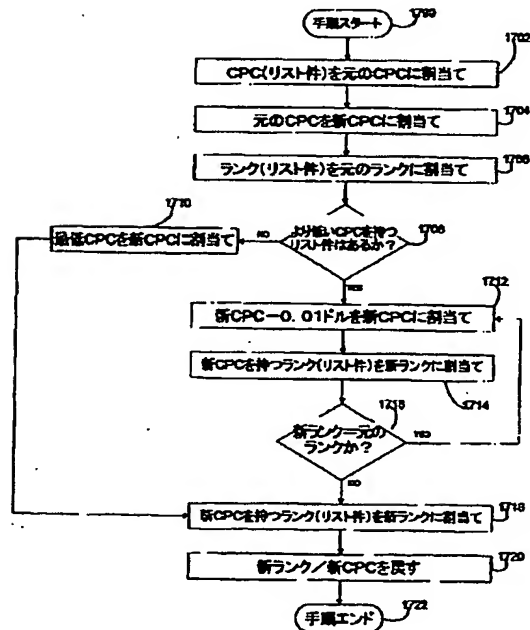 手順スタート
1700
1702
CPC(リスト件)を元のCPCに割当て
1704
元のCPCを新CPCに割当て
1706
ランク(リスト件)を元のランクに割当て
1710
最低CPCを新CPCに割当て
NO
より低いCPCを持つ
リスト件はあるか?
1708
YES
1712
新CPC-0.01ドルを新CPCに割当て
新CPCを持つランク(リスト件)を新ランクに割当て
1714
1716
新ランク=元の
ランクか?
YES
NO
新CPCを持つランク(リスト件)を新ランクに割当て
1718
新ランク/新CPCを戻す
1720
手順エンド
1722